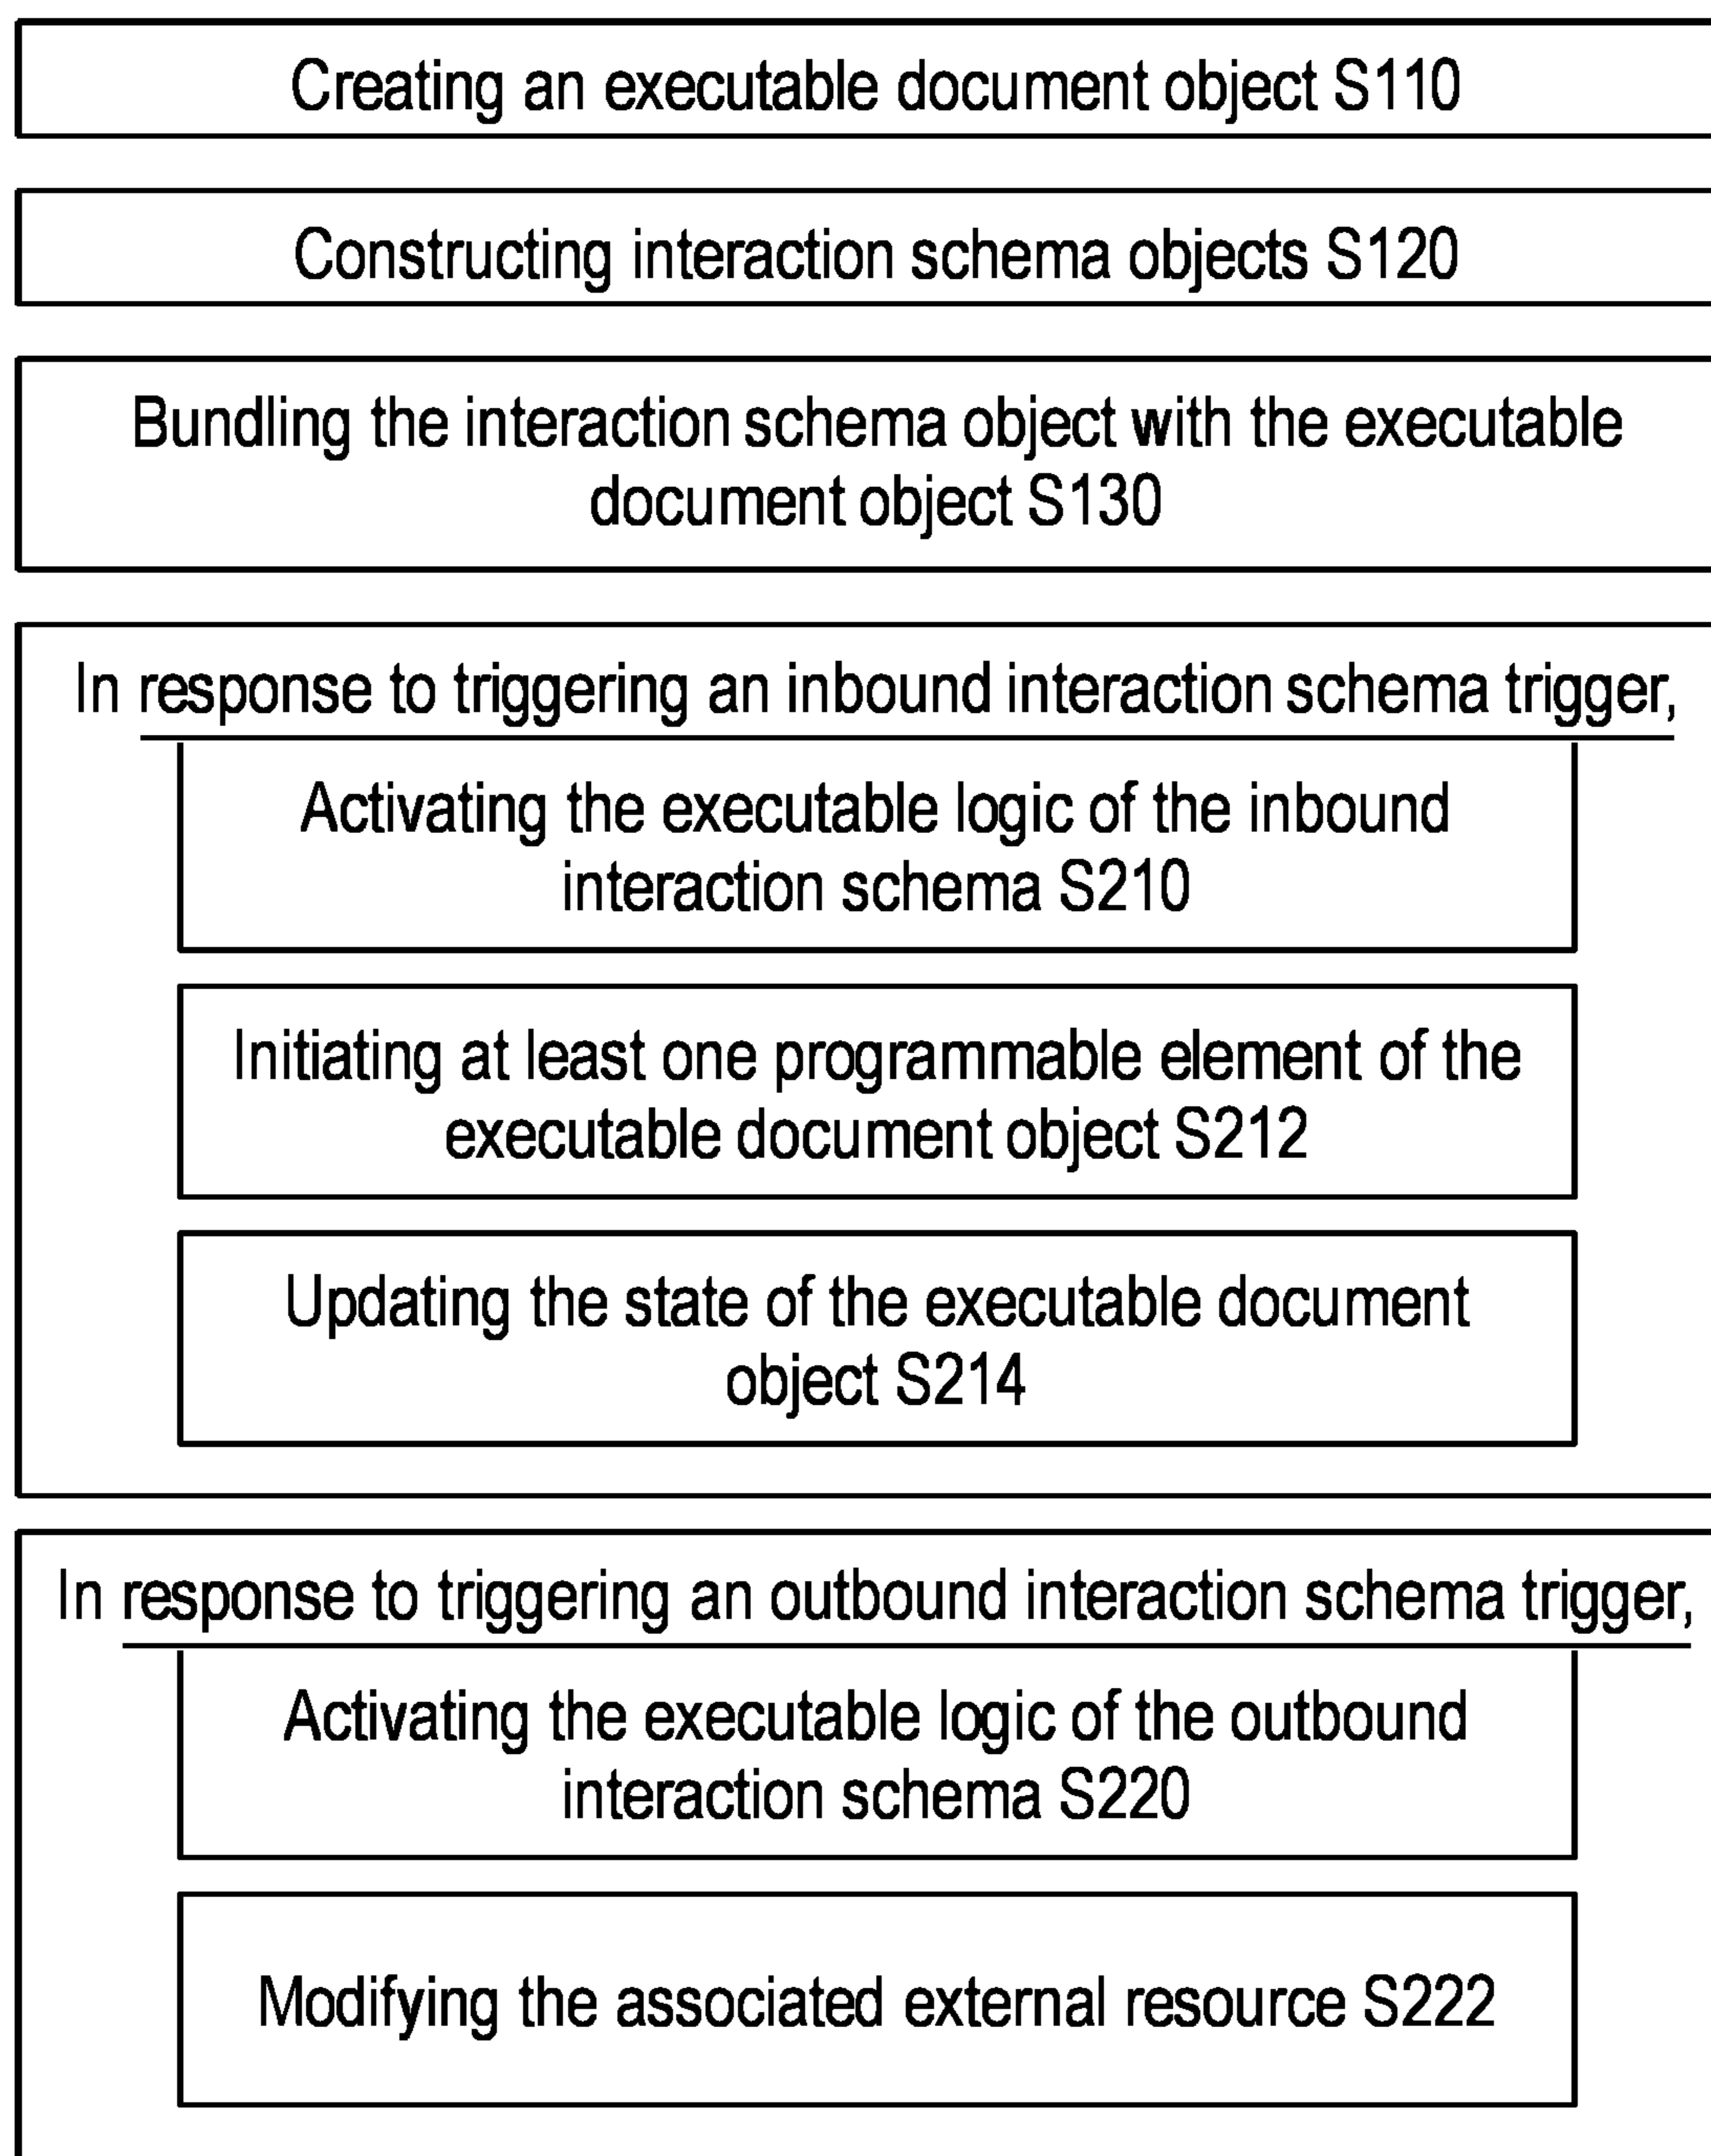 Creating an executable document object S110
Constructing interaction schema objects S120
Bundling the interaction schema object with the executable
document object S130
In response to triggering an inbound interaction schema trigger,
Activating the executable logic of the inbound
interaction schema S210
Initiating at least one programmable element of the
executable document object S212
Updating the state of the executable document
object S214
In response to triggering an outbound interaction schema trigger,
Activating the executable logic of the outbound
interaction schema S220
Modifying the associated external resource S222